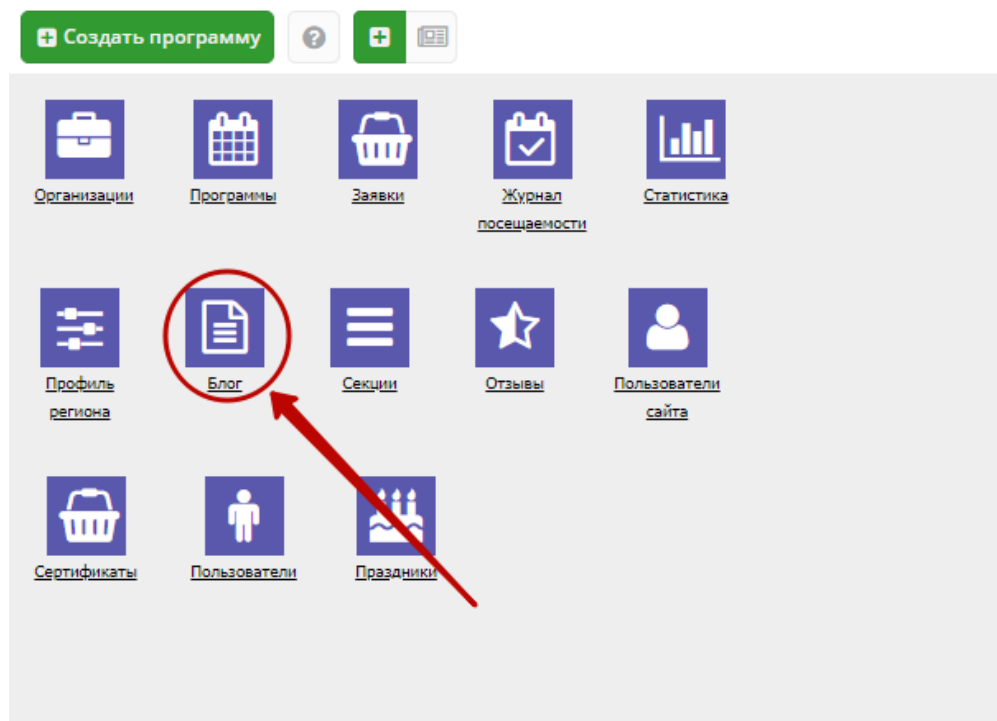 Создать программу
Организации
Программы
Заявки
Журнал
посещаемости
Статистика
Профиль
региона
Блог
Секции
Отзывы
Пользователи
сайта
Сертификаты
Пользователи
Праздники